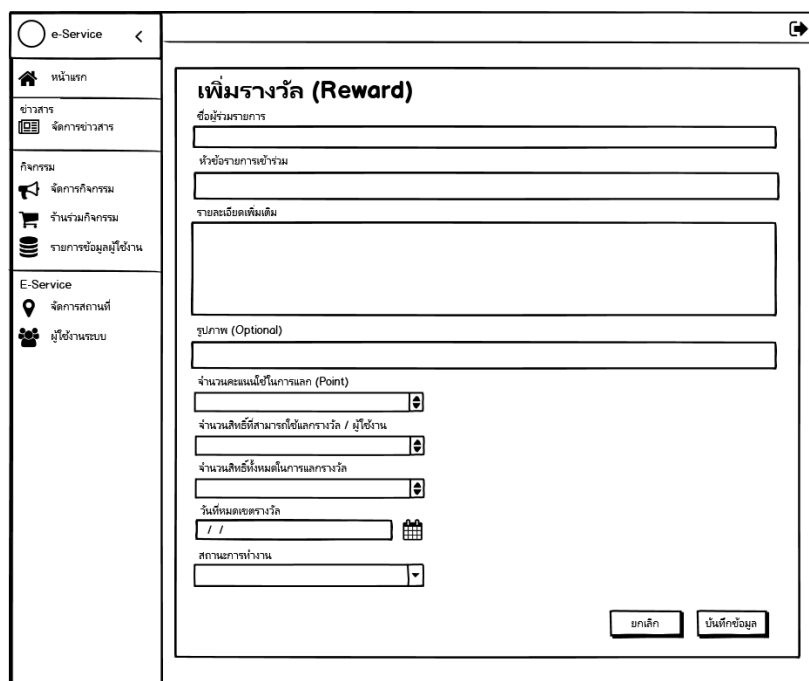 e-Service
หน้าแรก
ข่าวสาร
จัดการข่าวสาร
กิจกรรม
จัดการกิจกรรม
ร้านร่วมกิจกรรม
รายการข้อมูลผู้ใช้งาน
E-Service
จัดการสถานที่
ผู้ใช้งานระบบ
เพิ่มรางวัล (Reward)
ชื่อผู้ร่วมรายการ
หัวข้อรายการเข้าร่วม
รายละเอียดเพิ่มเติม
รูปภาพ (Optional)
จำนวนคะแนนใช้ในการแลก (Point)
จำนวนสิทธิ์ที่สามารถใช้แลกรางวัล / ผู้ใช้งาน
จำนวนสิทธิ์ทั้งหมดในการแลกรางวัล
วันที่หมดเขตรางวัล
/ /
สถานะการทำงาน
ยกเลิก
บันทึกข้อมูล